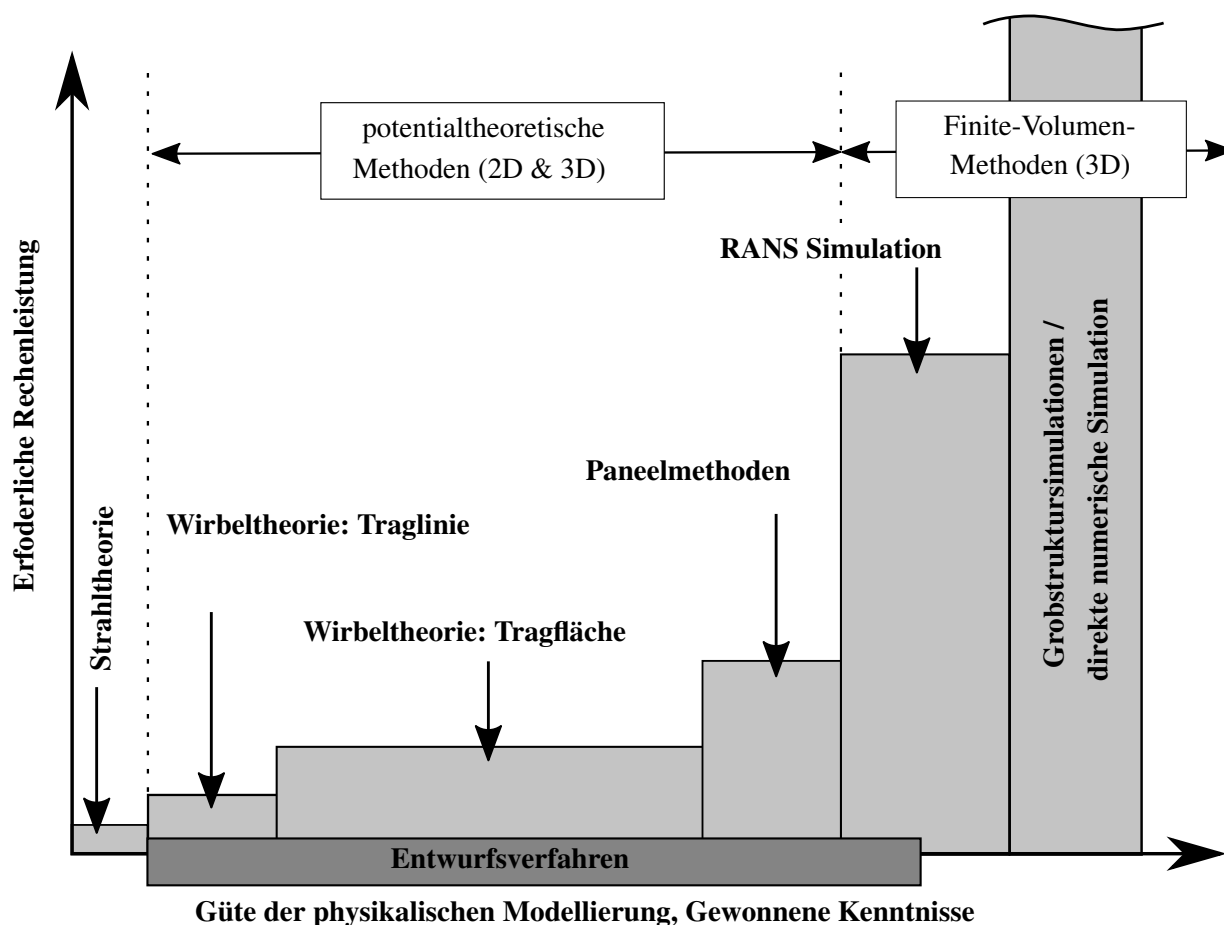 potentialtheoretische
Methoden (2D & 3D)
Finite-Volumen-
Methoden (3D)
RANS Simulation
Erfoderliche Rechenleistung
Paneelmethoden
Grobstruktursimulationen /
direkte numerische Simulation
Wirbeltheorie: Traglinie
Strahltheorie
Wirbeltheorie: Tragfläche
Entwurfsverfahren
Güte der physikalischen Modellierung, Gewonnene Kenntnisse